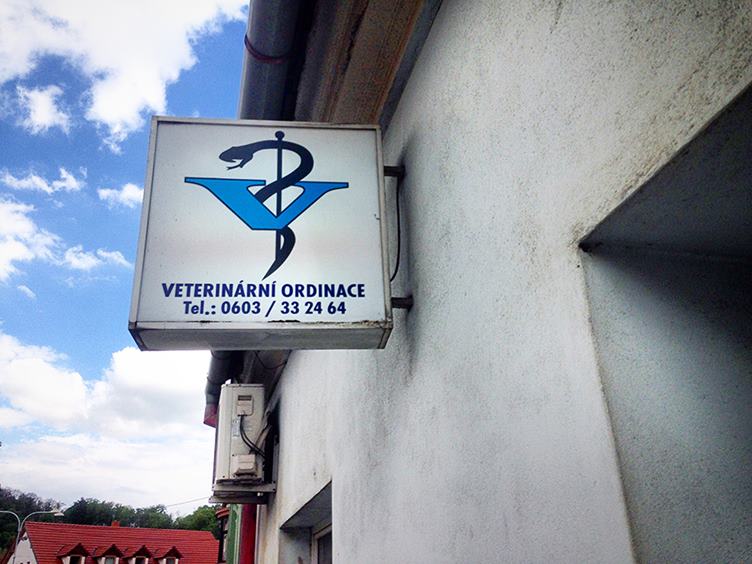 VETERINÁRNÍ ORDINACE
Tel.: 0603 / 33 24 64